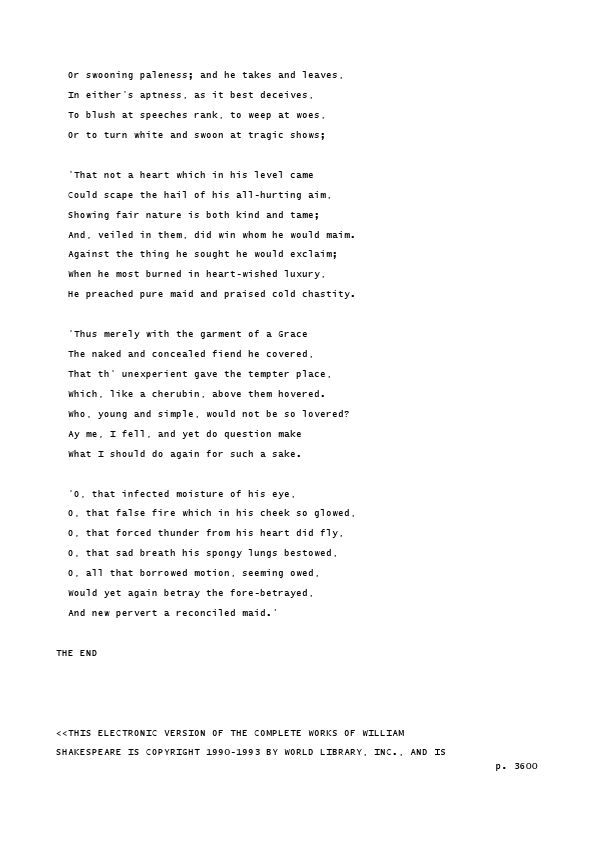 Or swooning paleness; and he takes and leaves,
In either's aptness, as it best deceives,
To blush at speeches rank, to weep at woes,
Or to turn white and swoon at tragic shows;
'That not a heart which in his level came
Could scape the hail of his all-hurting aim,
Showing fair nature is both kind and tame;
And, veiled in them, did win whom he would maim.
Against the thing he sought he would exclaim;
When he most burned in heart-wished luxury,
He preached pure maid and praised cold chastity.
'Thus merely with the garment of a Grace
The naked and concealed fiend he covered,
That th' unexperient gave the tempter place,
Which, like a cherubin, above them hovered.
Who, young and simple, would not be so lovered?
Ay me, I fell, and yet do question make
What I should do again for such a sake.
'O, that infected moisture of his eye,
O, that false fire which in his cheek so glowed,
O, that forced thunder from his heart did fly,
O, that sad breath his spongy lungs bestowed,
O, all that borrowed motion, seeming owed,
Would yet again betray the fore-betrayed,
And new pervert a reconciled maid.'
THE END
<<THIS ELECTRONIC VERSION OF THE COMPLETE WORKS OF WILLIAM
SHAKESPEARE IS COPYRIGHT 1990-1993 BY WORLD LIBRARY, INC., AND IS
p. 3600